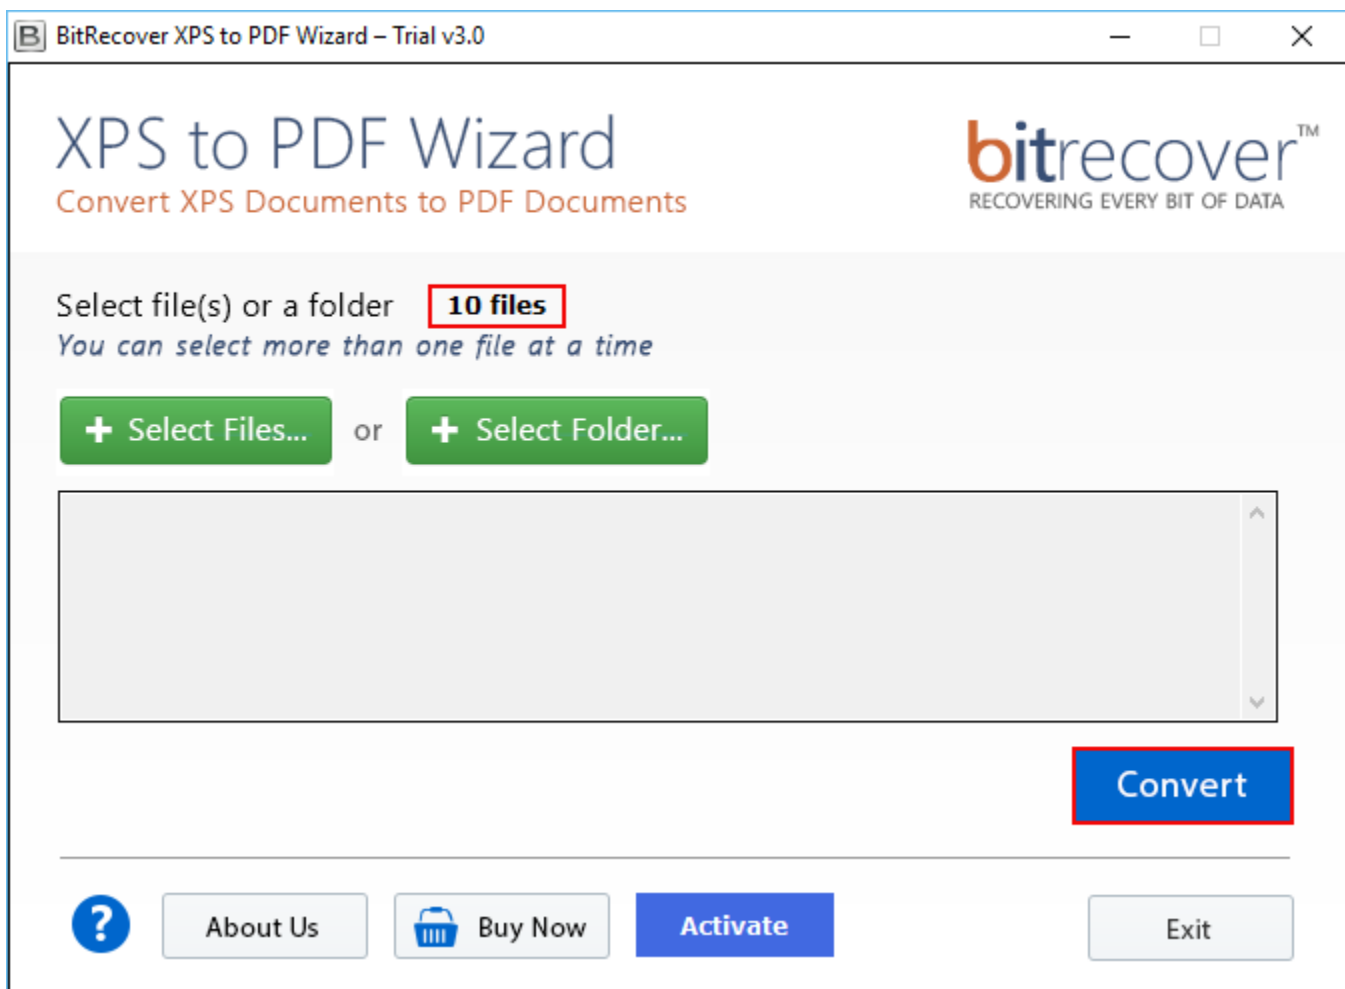 B BitRecover XPS to PDF Wizard – Trial v3.0
XPS to PDF Wizard
Convert XPS Documents to PDF Documents
bitrecover™
RECOVERING EVERY BIT OF DATA
Select file(s) or a folder 10 files
You can select more than one file at a time
+ Select Files... or + Select Folder...
Convert
? About Us Buy Now Activate Exit